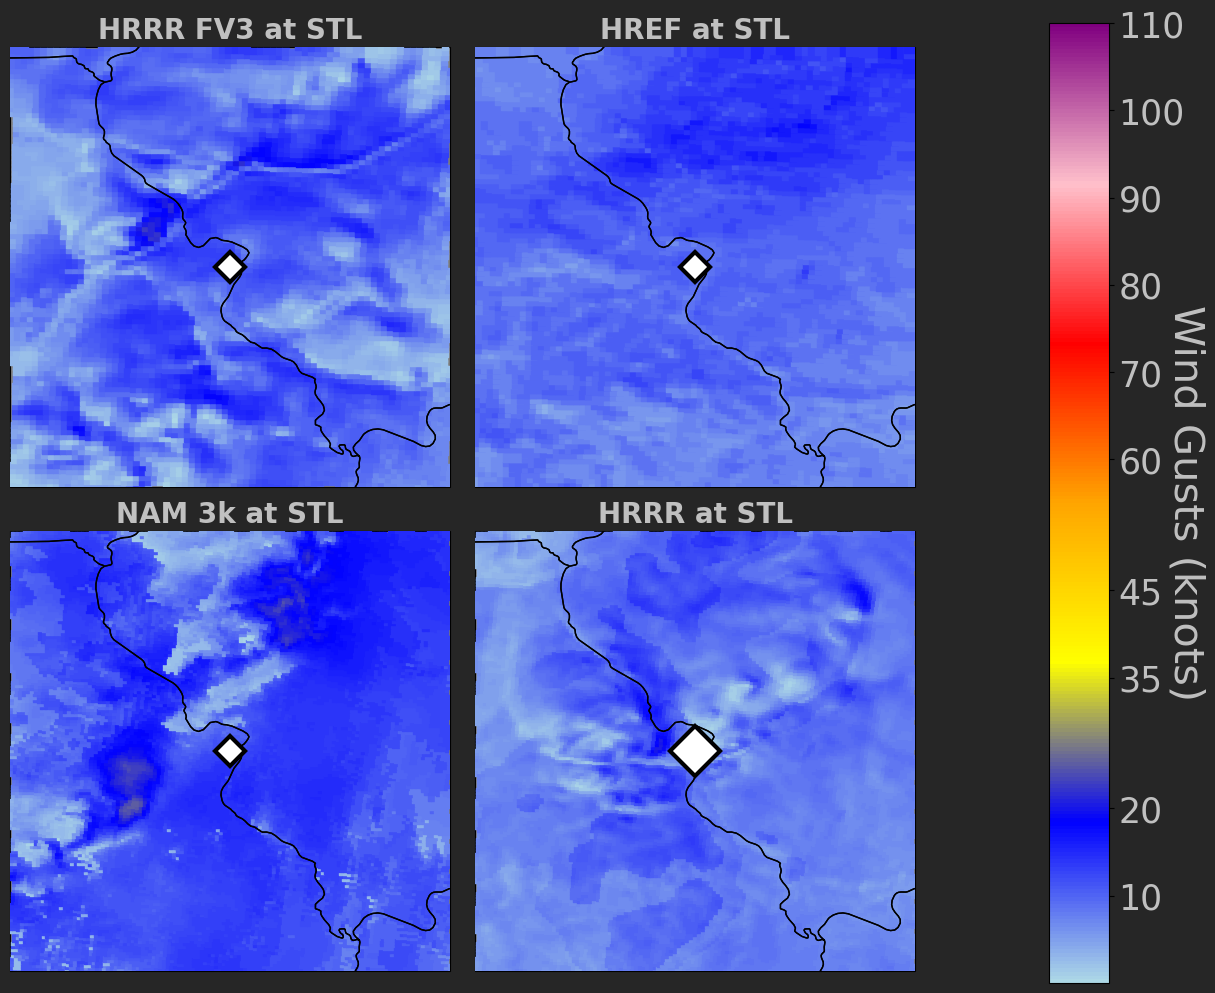 HRRR FV3 at STL
HREF at STL
NAM 3k at STL
HRRR at STL
110
100
90
80
70
60
45
35
20
10
Wind Gusts (knots)